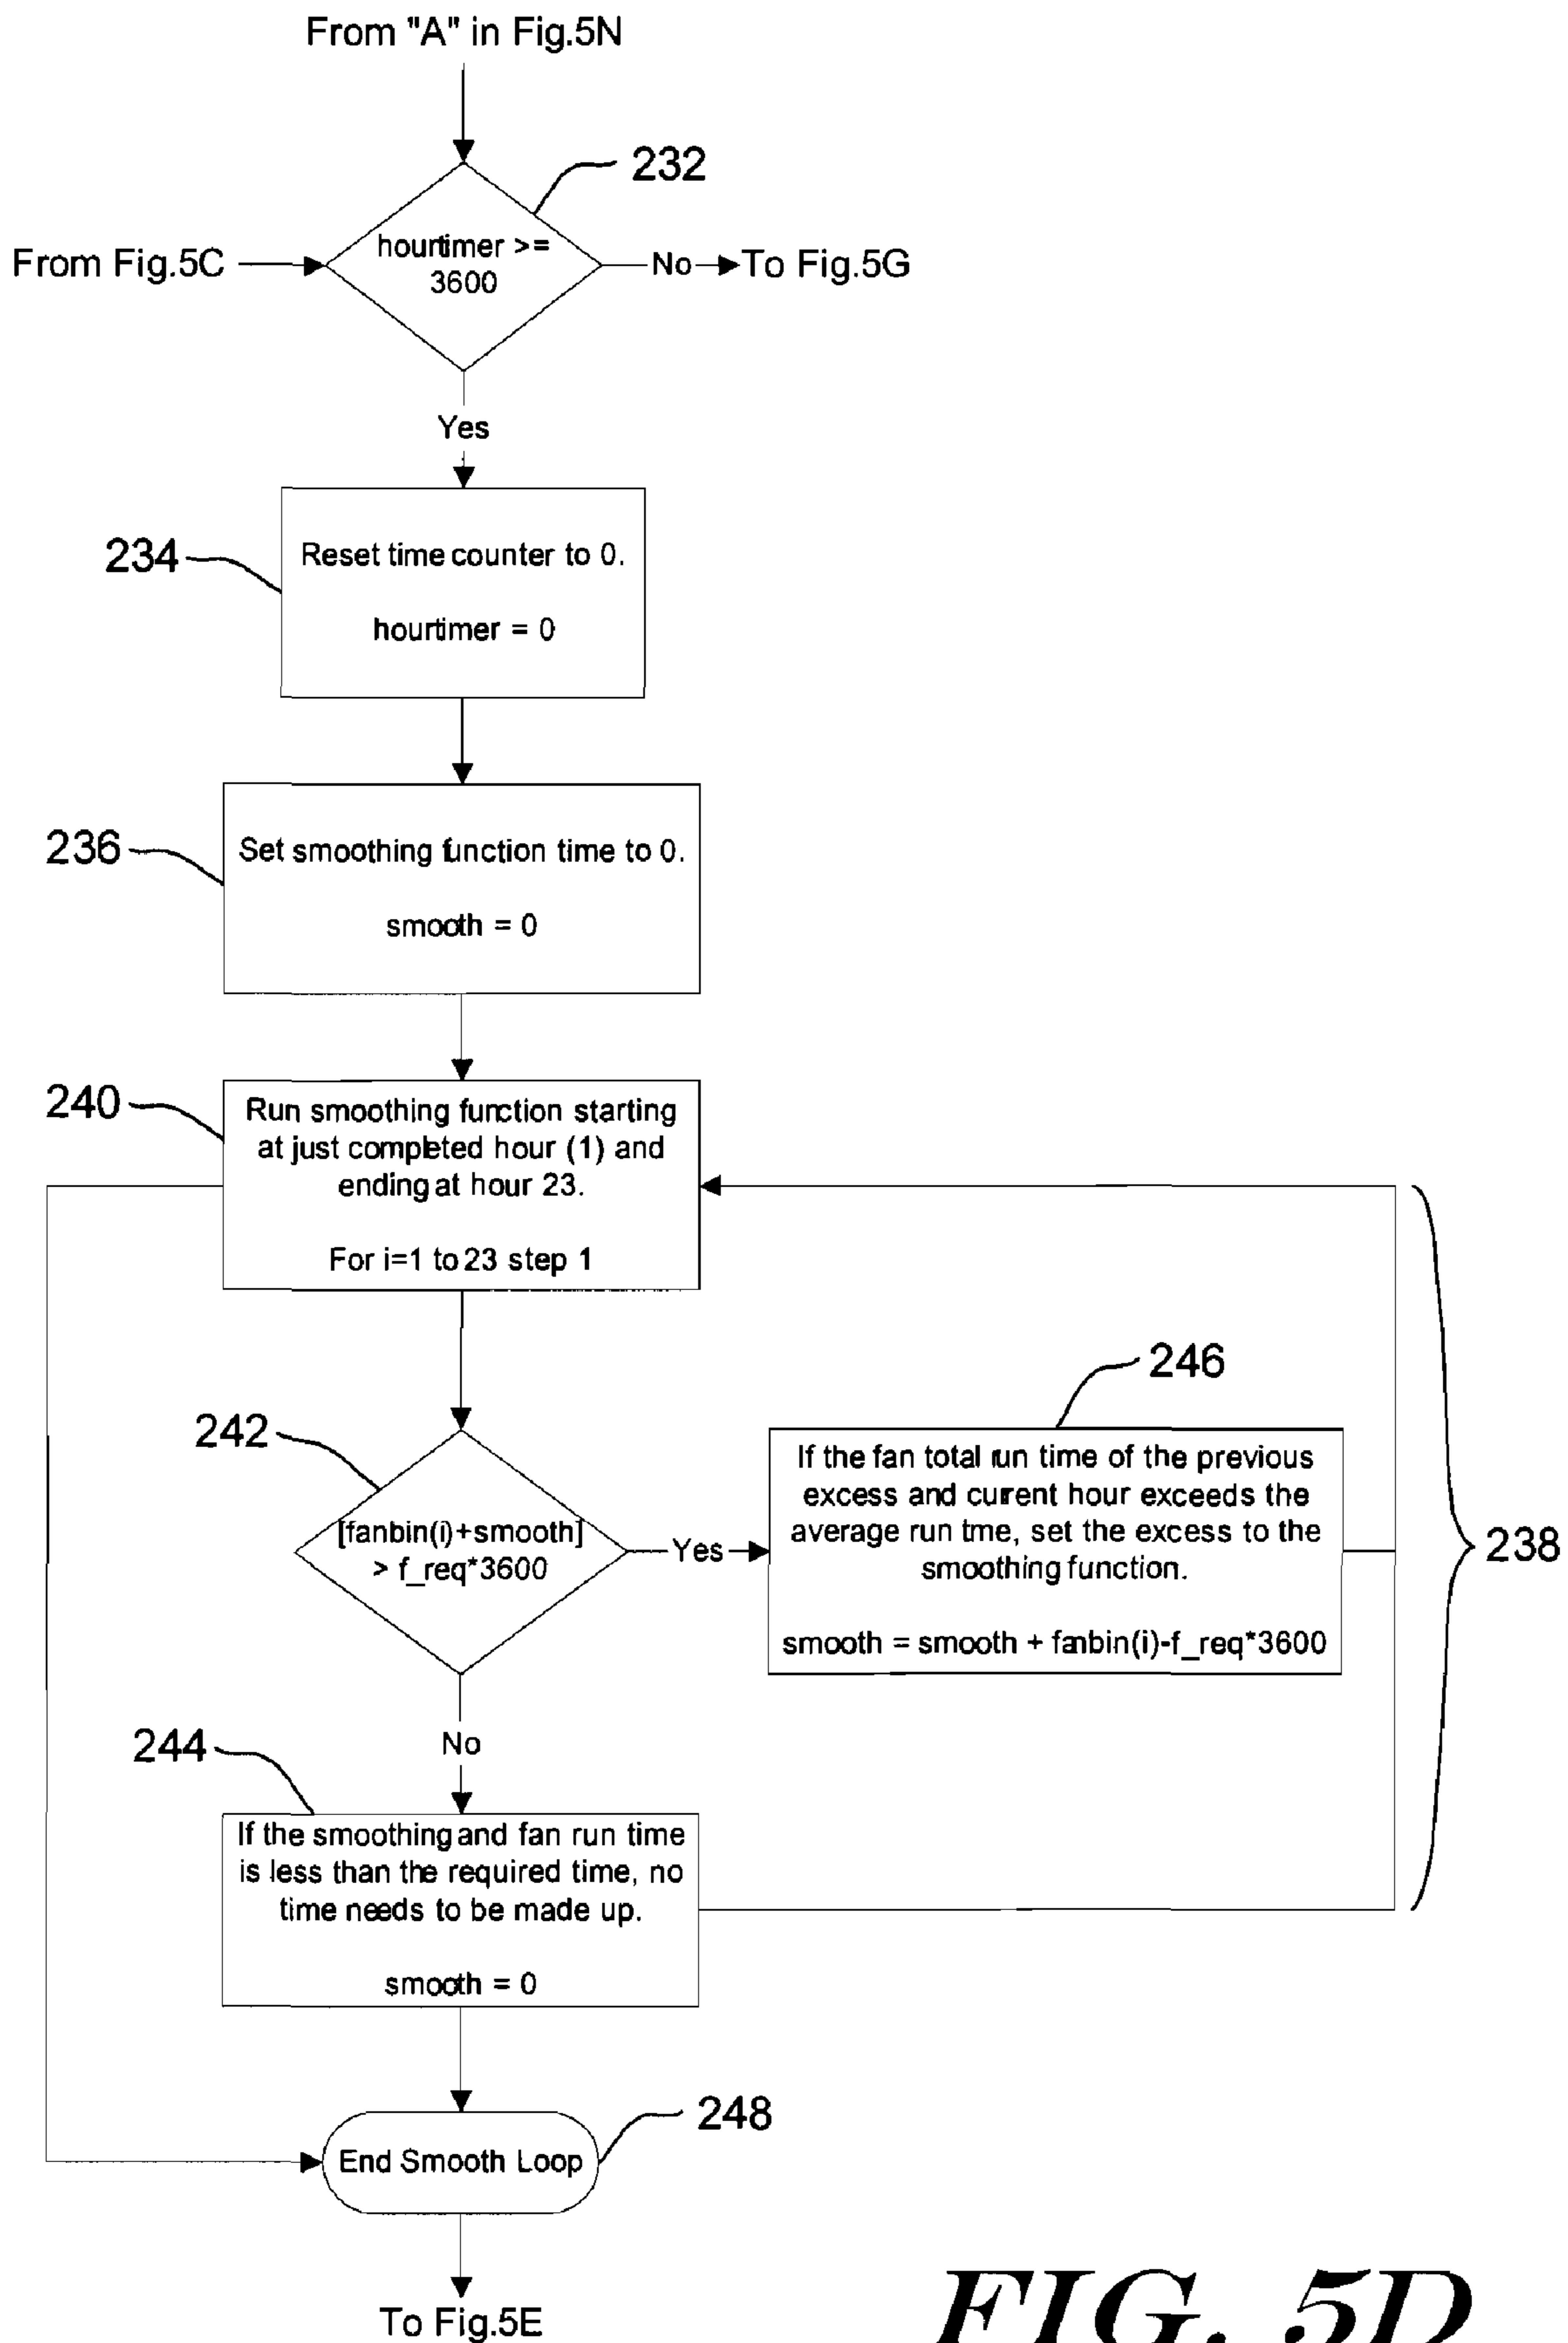 From "A" in Fig.5N
232
hourtimer >=
3600
From Fig.5C
No
To Fig.5G
Yes
234
Reset time counter to 0.
hourtimer = 0
236
Set smoothing function time to 0.
smooth = 0
240
Run smoothing function starting
at just completed hour (1) and
ending at hour 23.
For i=1 to 23 step 1
246
242
[fanbin(i)+smooth]
> f_req*3600
Yes
If the fan total run time of the previous
excess and current hour exceeds the
average run tme, set the excess to the
smoothing function.
smooth = smooth + fanbin(i)-f_req*3600
238
No
244
If the smoothing and fan run time
is less than the required time, no
time needs to be made up.
smooth = 0
248
End Smooth Loop
To Fig.5E
FIG. 5D